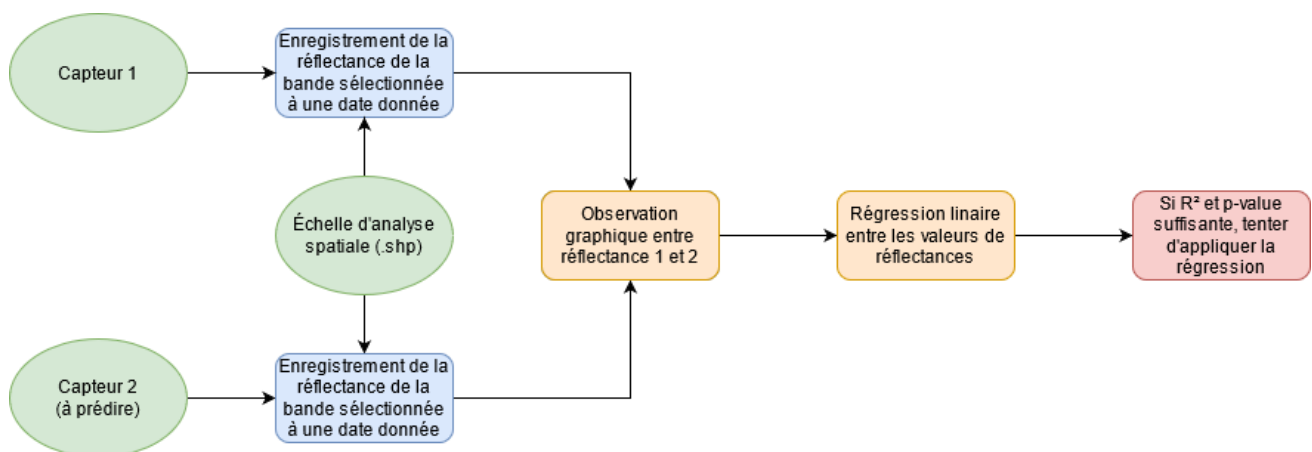 Capteur 1
Enregistrement de la
réflectance de la
bande sélectionnée
à une date donnée
Échelle d'analyse
spatiale (.shp)
Observation
graphique entre
réflectance 1 et 2
Régression linaire
entre les valeurs de
réflectances
Si R² et p-value
suffisante, tenter
d'appliquer la
régression
Capteur 2
(à prédire)
Enregistrement de la
réflectance de la
bande sélectionnée
à une date donnée